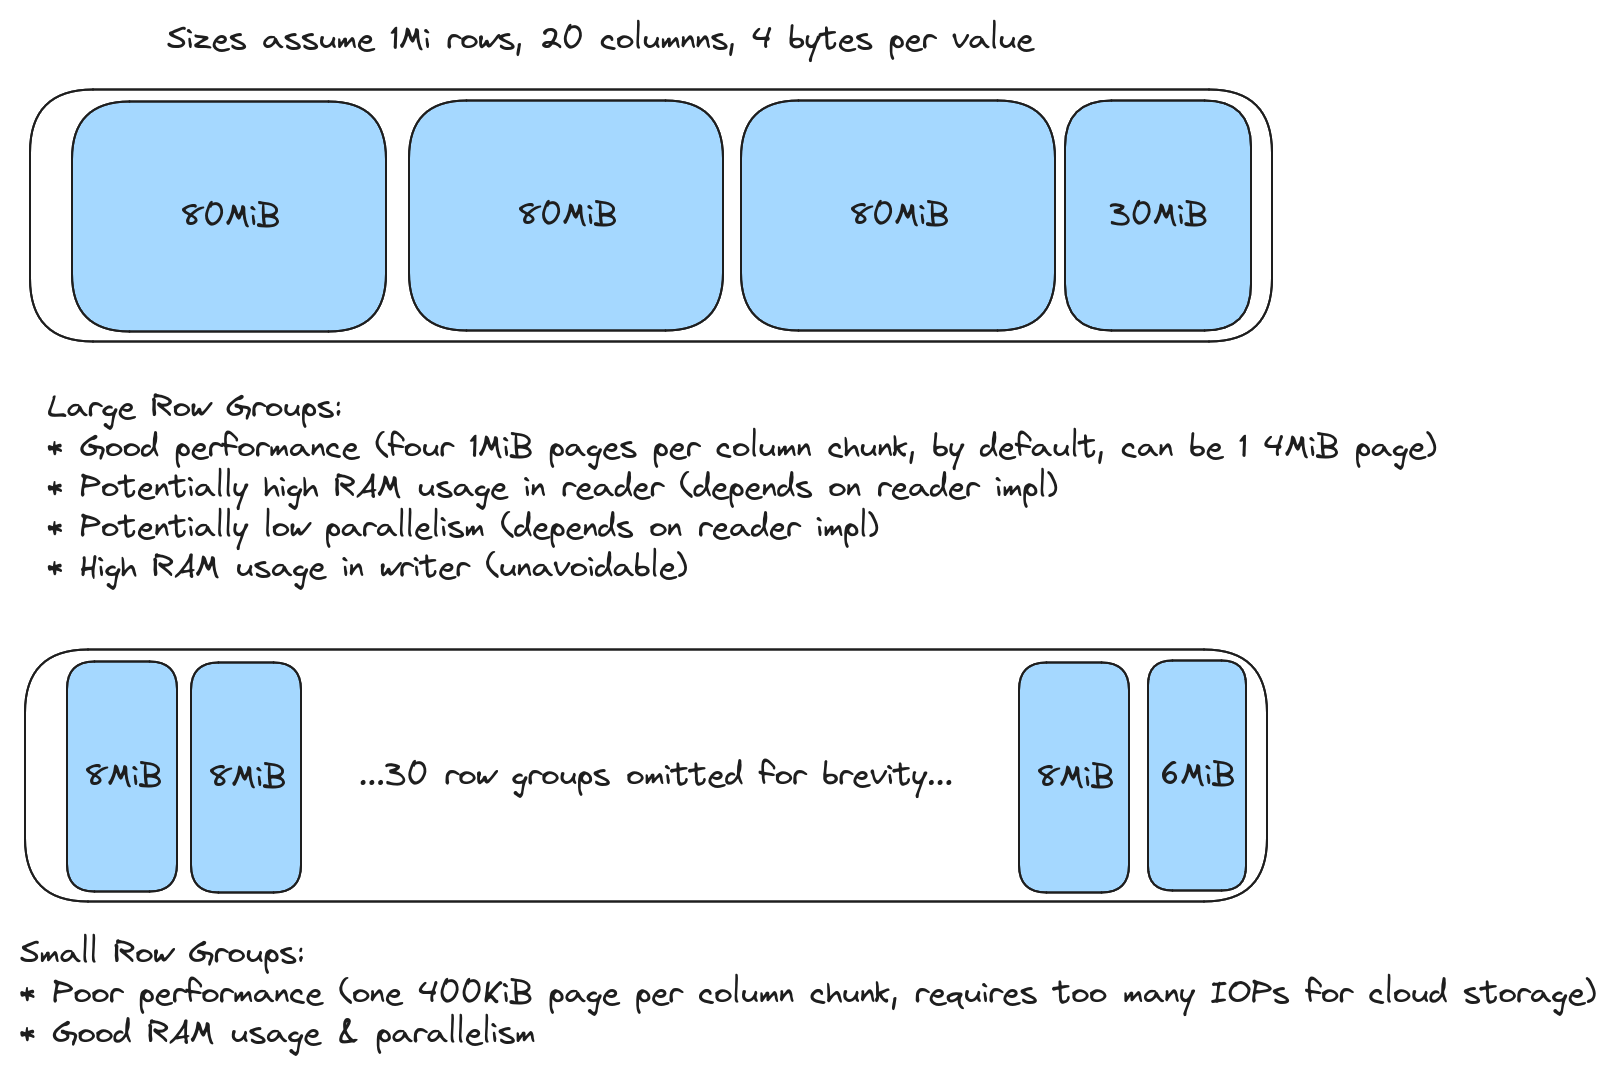 Sizes assume 1Mi rows, 20 columnns, 4 bytes per value
80MiB 80MiB 80MiB 30MiB
Large Row Groups:
* Good performance (four 1MiB pages per column chunk, by default, can be 1 4MiB page)
* Potentially high RAM usage in reader (depends on reader impl)
* Potentially low parallelism (depends on reader impl)
* High RAM usage in writer (unavoidable)
8MiB 8MiB ...30 row groups omitted for brevity... 8MiB 6MiB
Small Row Groups:
* Poor performance (one 400KiB page per column chunk, requires too many IOPs for cloud storage)
* Good RAM usage & parallelism